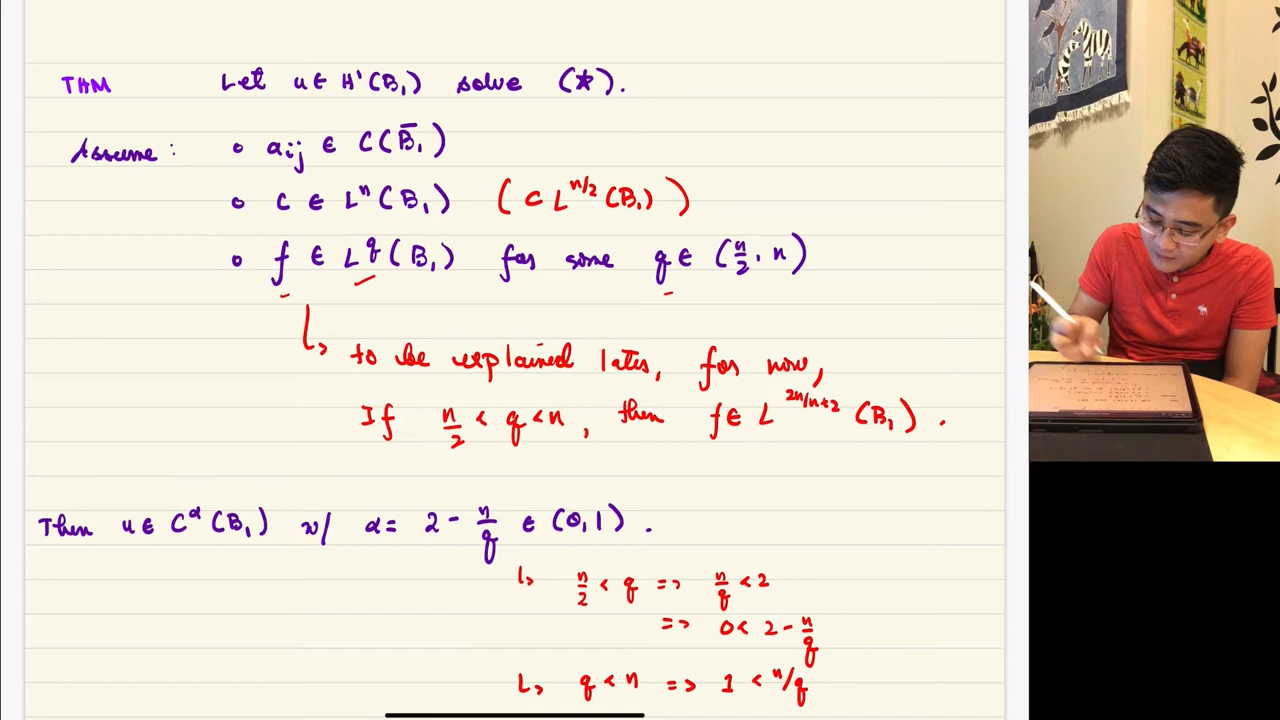 THM Let u ∈ H¹(B₁) solve (*).
Assume: • aij ∈ C(B̄₁)
• c ∈ Lⁿ(B₁) (⊂ L^{n/2}(B₁))
• f ∈ L^q(B₁) for some q ∈ (n/2, n)
↳ to be explained later, for now,
If n/2 < q < n, then f ∈ L^{2n/n+2}(B₁).
Then u ∈ C^α(B₁) w/ α = 2 - n/q ∈ (0,1).
↳ n/2 < q => n/q < 2
=> 0 < 2 - n/q
↳ q < n => 1 < n/q